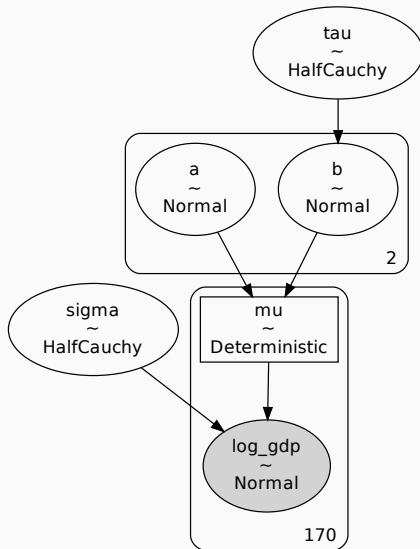 tau
~
HalfCauchy
a
~
Normal
b
~
Normal
2
sigma
~
HalfCauchy
mu
~
Deterministic
log_gdp
~
Normal
170